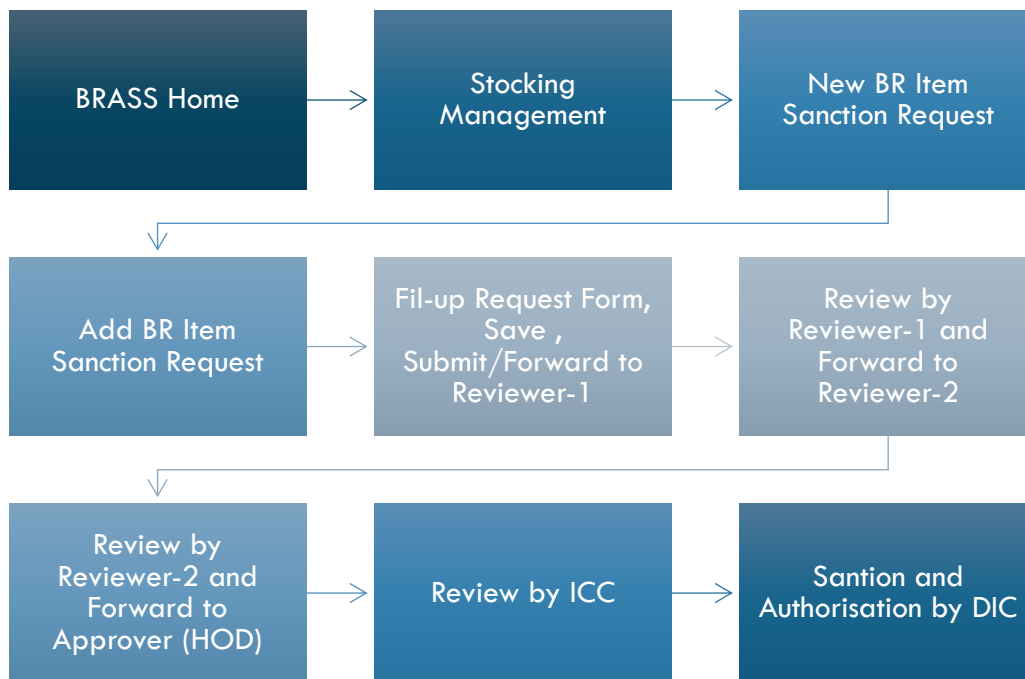 BRASS Home
Stocking
Management
New BR Item
Sanction Request
Add BR Item
Sanction Request
Fil-up Request Form,
Save ,
Submit/Forward to
Reviewer-1
Review by
Reviewer-1 and
Forward to
Reviewer-2
Review by
Reviewer-2 and
Forward to
Approver (HOD)
Review by ICC
Santion and
Authorisation by DIC